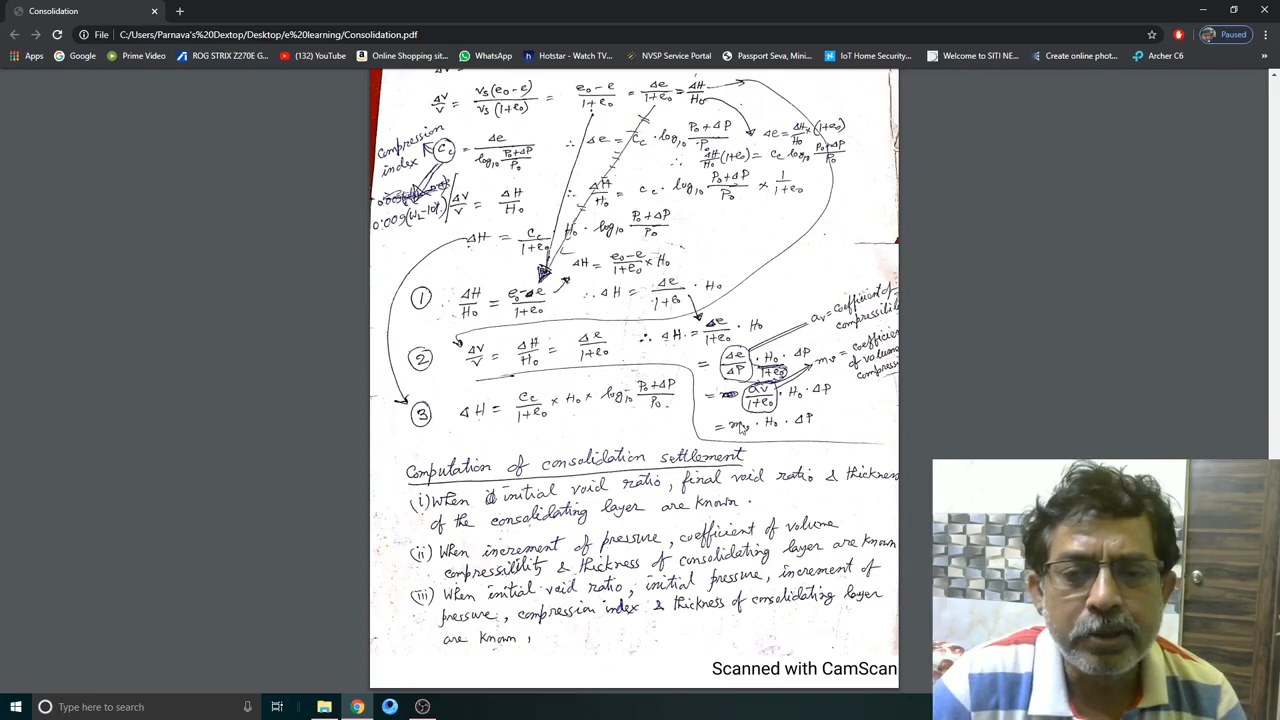 Consolidation
File
C:/Users/Parnava's%20Dextop/Desktop/e%20learning/Consolidation.pdf
Paused
Apps
Google
Prime Video
ROG STRIX Z270E G...
(132) YouTube
Online shopping sit...
WhatsApp
Hotstar - Watch TV...
NVSP Service Portal
Passport Seva, Mini...
IoT Home Security...
Welcome to SITI NE...
Create online phot...
Archer C6
ΔV/V = Vs(e0-e)/Vs(1+e0) = e0-e/1+e0 = Δe/1+e0 = ΔH/H0
Δe = ΔH/H0 × (1+e0)
compression index
Cc = Δe/log10 P0+ΔP/P0 ∴ Δe = Cc · log10 P0+ΔP/P0
∴ ΔH/H0 (1+e0) = Cc log10 P0+ΔP/P0
0.009(WL-10%)
ΔV/V = ΔH/H0 ∴ ΔH/H0 = Cc · log10 P0+ΔP/P0 × 1/1+e0
ΔH = Cc/1+e0 · H0 · log10 P0+ΔP/P0
ΔH = e0-e/1+e0 × H0
1 ΔH/H0 = e0-e/1+e0 ∴ ΔH = Δe/1+e0 · H0
2 ΔV/V = ΔH/H0 = Δe/1+e0 ∴ ΔH = Δe/1+e0 · H0
av = coefficient of compressibility
= Δe/ΔP · H0/1+e0 · ΔP
mv = coefficient of volume compress
= av/1+e0 · H0 · ΔP
= mv · H0 · ΔP
3 ΔH = Cc/1+e0 × H0 × log10 P0+ΔP/P0
Computation of consolidation settlement
(i) When initial void ratio, final void ratio & thickness
of the consolidating layer are known.
(ii) When increment of pressure, coefficient of volume
compressibility & thickness of consolidating layer are known
(iii) When initial void ratio, initial pressure, increment of
pressure, compression index & thickness of consolidating layer
are known,
Scanned with CamScan
Type here to search